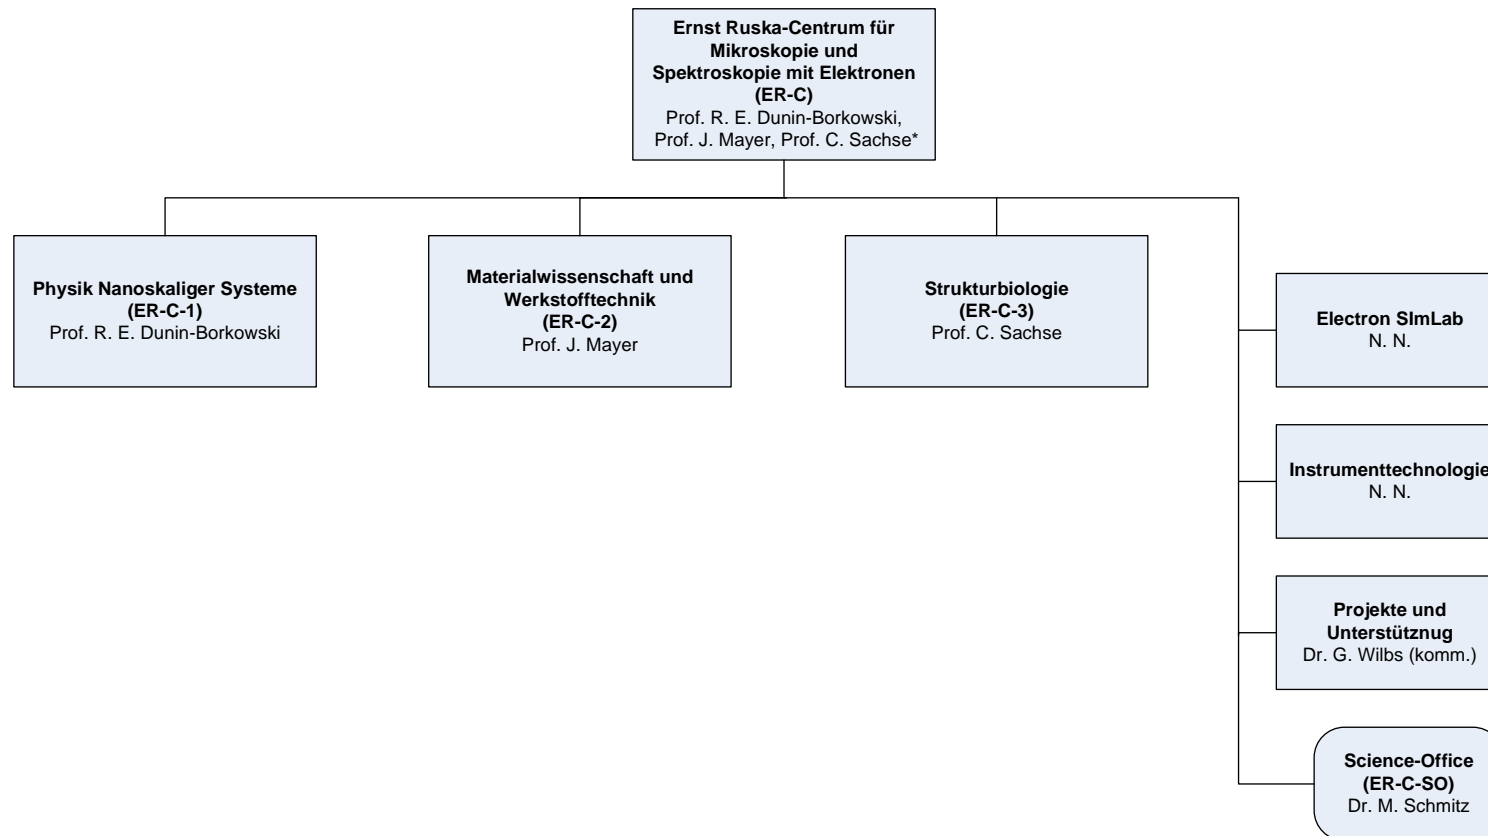 Ernst Ruska-Centrum für
Mikroskopie und
Spektroskopie mit Elektronen
(ER-C)
Prof. R. E. Dunin-Borkowski,
Prof. J. Mayer, Prof. C. Sachse*
Physik Nanoskaliger Systeme
(ER-C-1)
Prof. R. E. Dunin-Borkowski
Materialwissenschaft und
Werkstofftechnik
(ER-C-2)
Prof. J. Mayer
Strukturbiologie
(ER-C-3)
Prof. C. Sachse
Electron SImLab
N. N.
Instrumenttechnologie
N. N.
Projekte und
Unterstütznug
Dr. G. Wilbs (komm.)
Science-Office
(ER-C-SO)
Dr. M. Schmitz